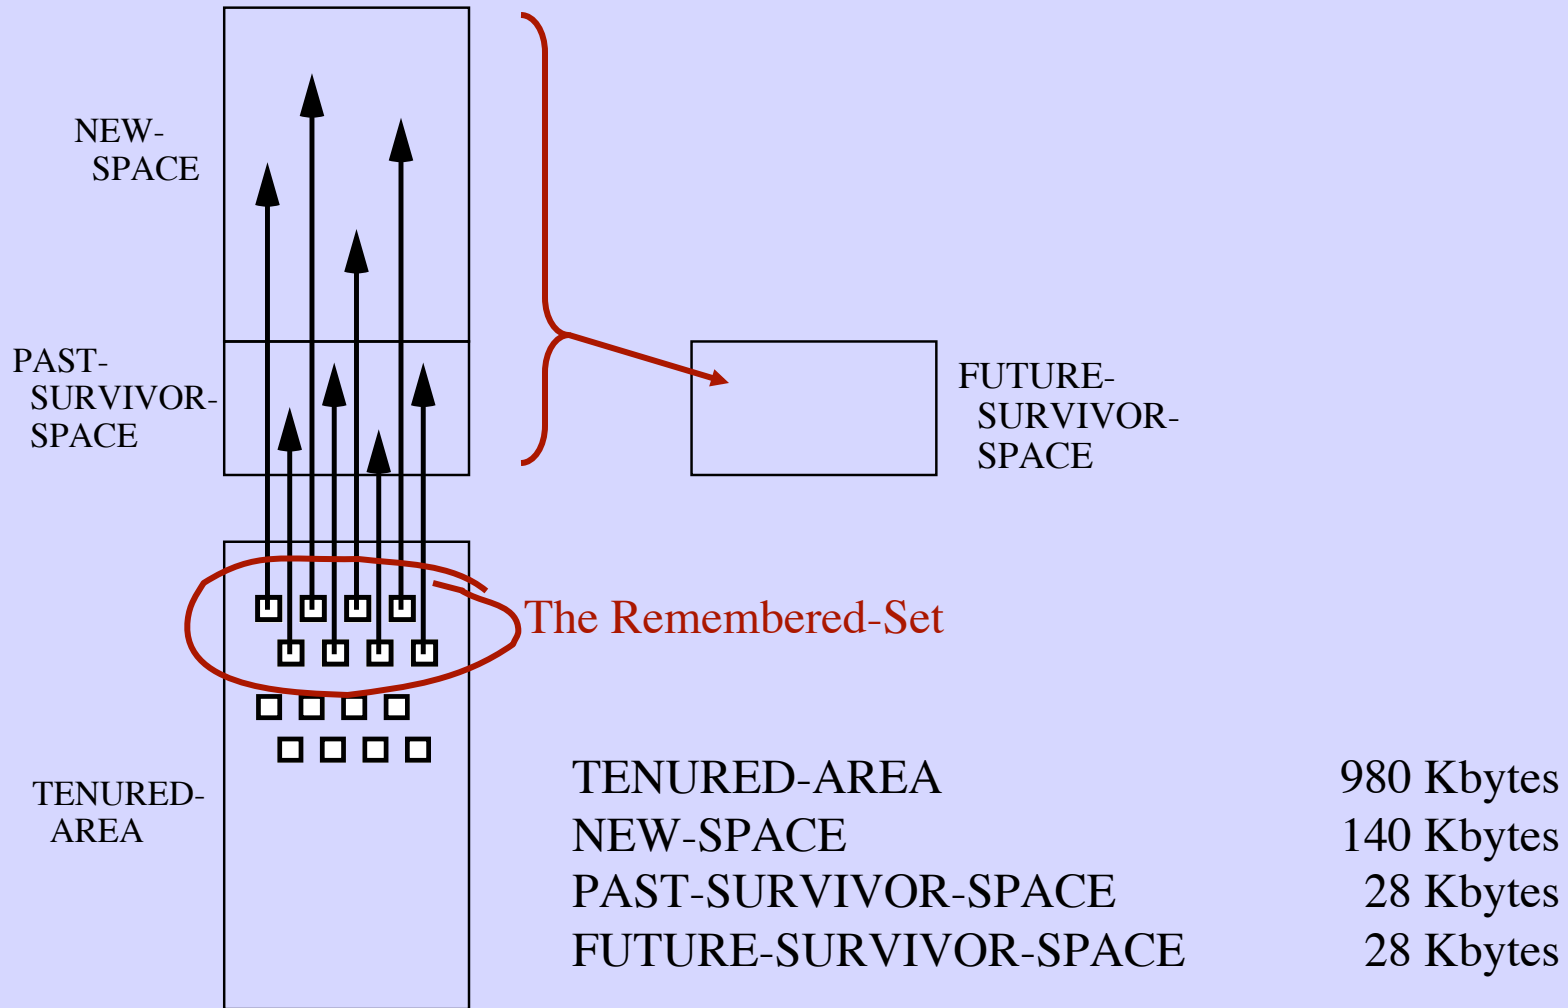 NEW-
SPACE
PAST-
SURVIVOR-
SPACE
FUTURE-
SURVIVOR-
SPACE
The Remembered-Set
TENURED-
AREA
TENURED-AREA 980 Kbytes
NEW-SPACE 140 Kbytes
PAST-SURVIVOR-SPACE 28 Kbytes
FUTURE-SURVIVOR-SPACE 28 Kbytes